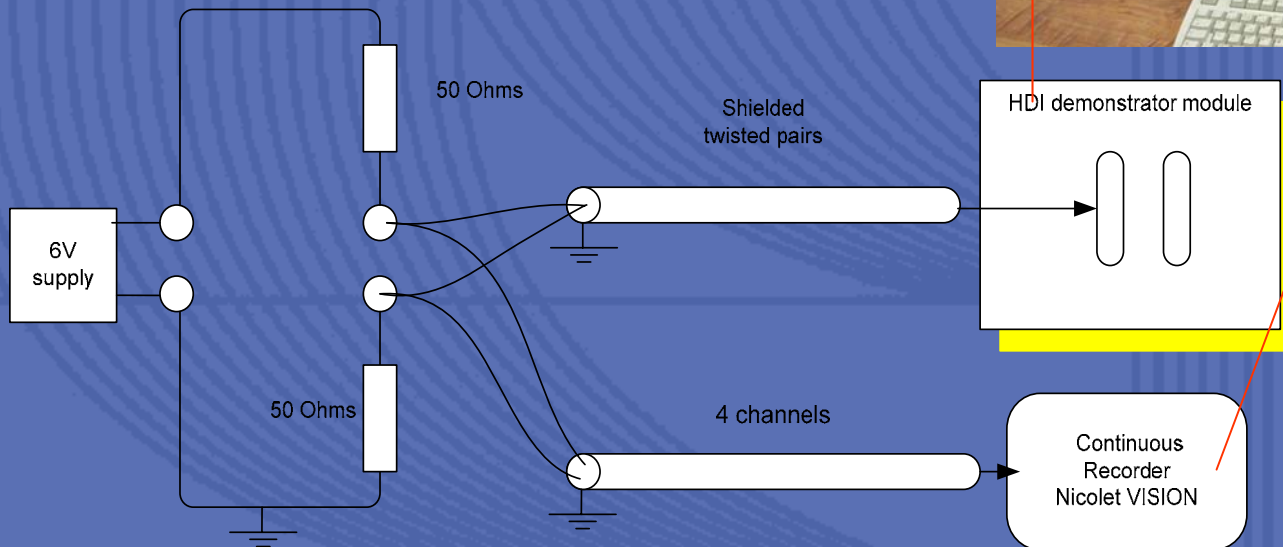 50 Ohms
Shielded
twisted pairs
HDI demonstrator module
6V
supply
50 Ohms
4 channels
Continuous
Recorder
Nicolet VISION